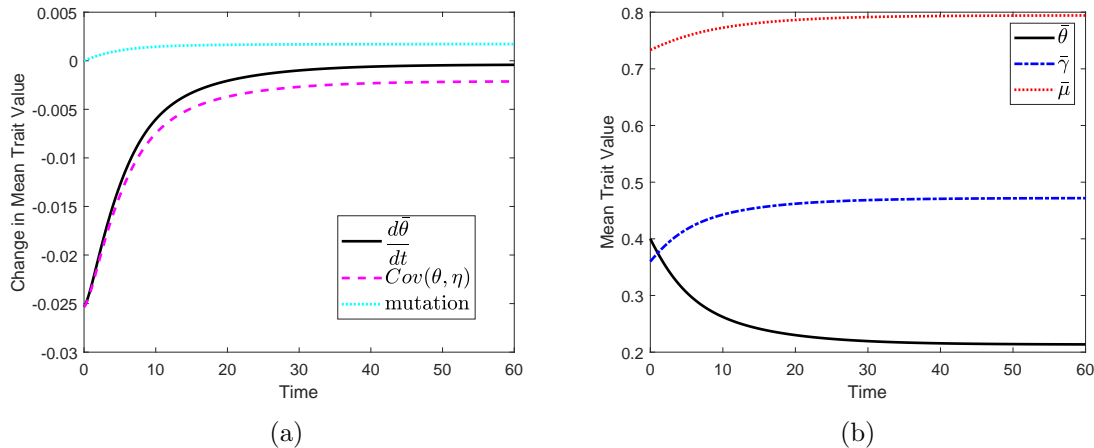 Change in Mean Trait Value
0.005
0
-0.005
-0.01
-0.015
-0.02
-0.025
-0.03
0 10 20 30 40 50 60
Time
dθ̄
dt
Cov(θ, η)
mutation
(a)
Mean Trait Value
0.8
0.7
0.6
0.5
0.4
0.3
0.2
0 10 20 30 40 50 60
Time
θ̄
γ̄
μ̄
(b)